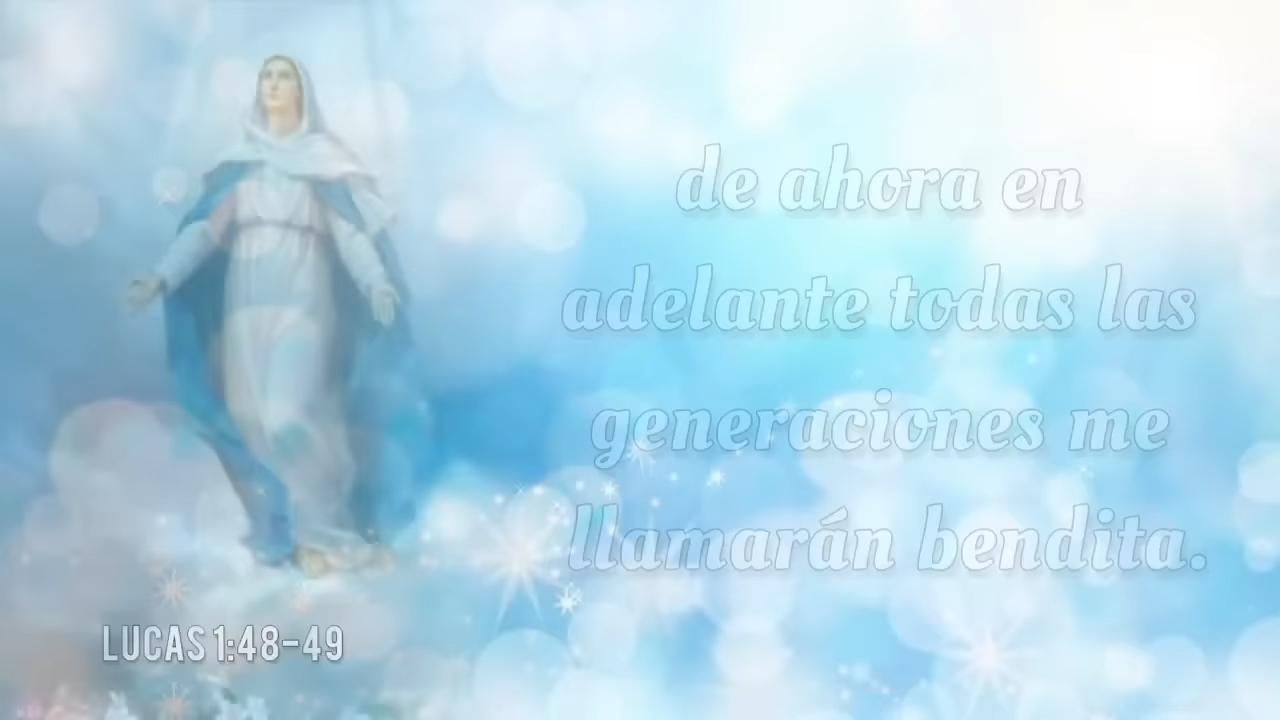 de ahora en
adelante todas las
generaciones me
llamarán bendita.
LUCAS 1:48-49